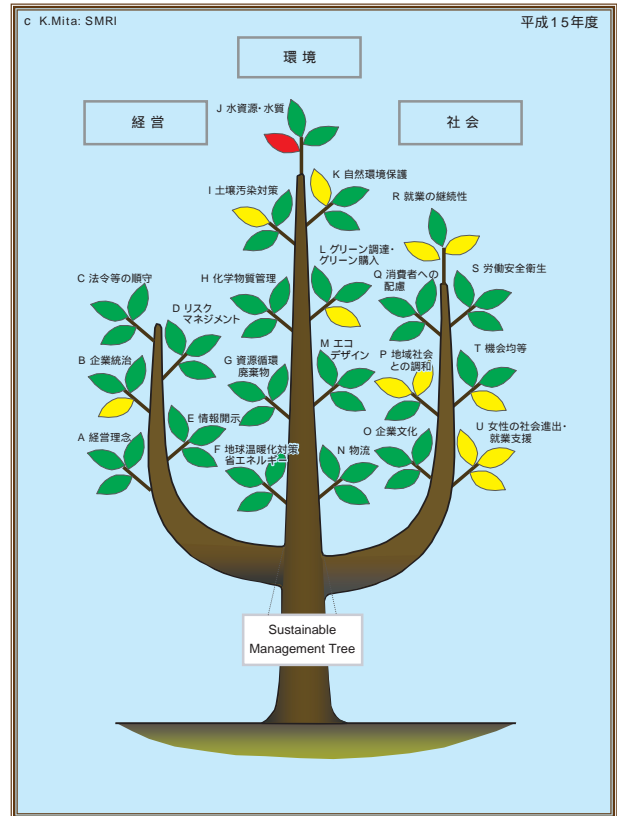 c K.Mita: SMRI
平成15年度
環 境
経 営
社 会
J 水資源・水質
K 自然環境保護
I 土壌汚染対策
R 就業の継続性
L グリーン調達・
グリーン購入
C 法令等の順守
H 化学物質管理
Q 消費者への
配慮
S 労働安全衛生
D リスク
マネジメント
M エコ
デザイン
B 企業統治
G 資源循環
廃棄物
P 地域社会
との調和
T 機会均等
E 情報開示
A 経営理念
F 地球温暖化対策
省エネルギー
N 物流
O 企業文化
U 女性の社会進出・
就業支援
Sustainable
Management Tree